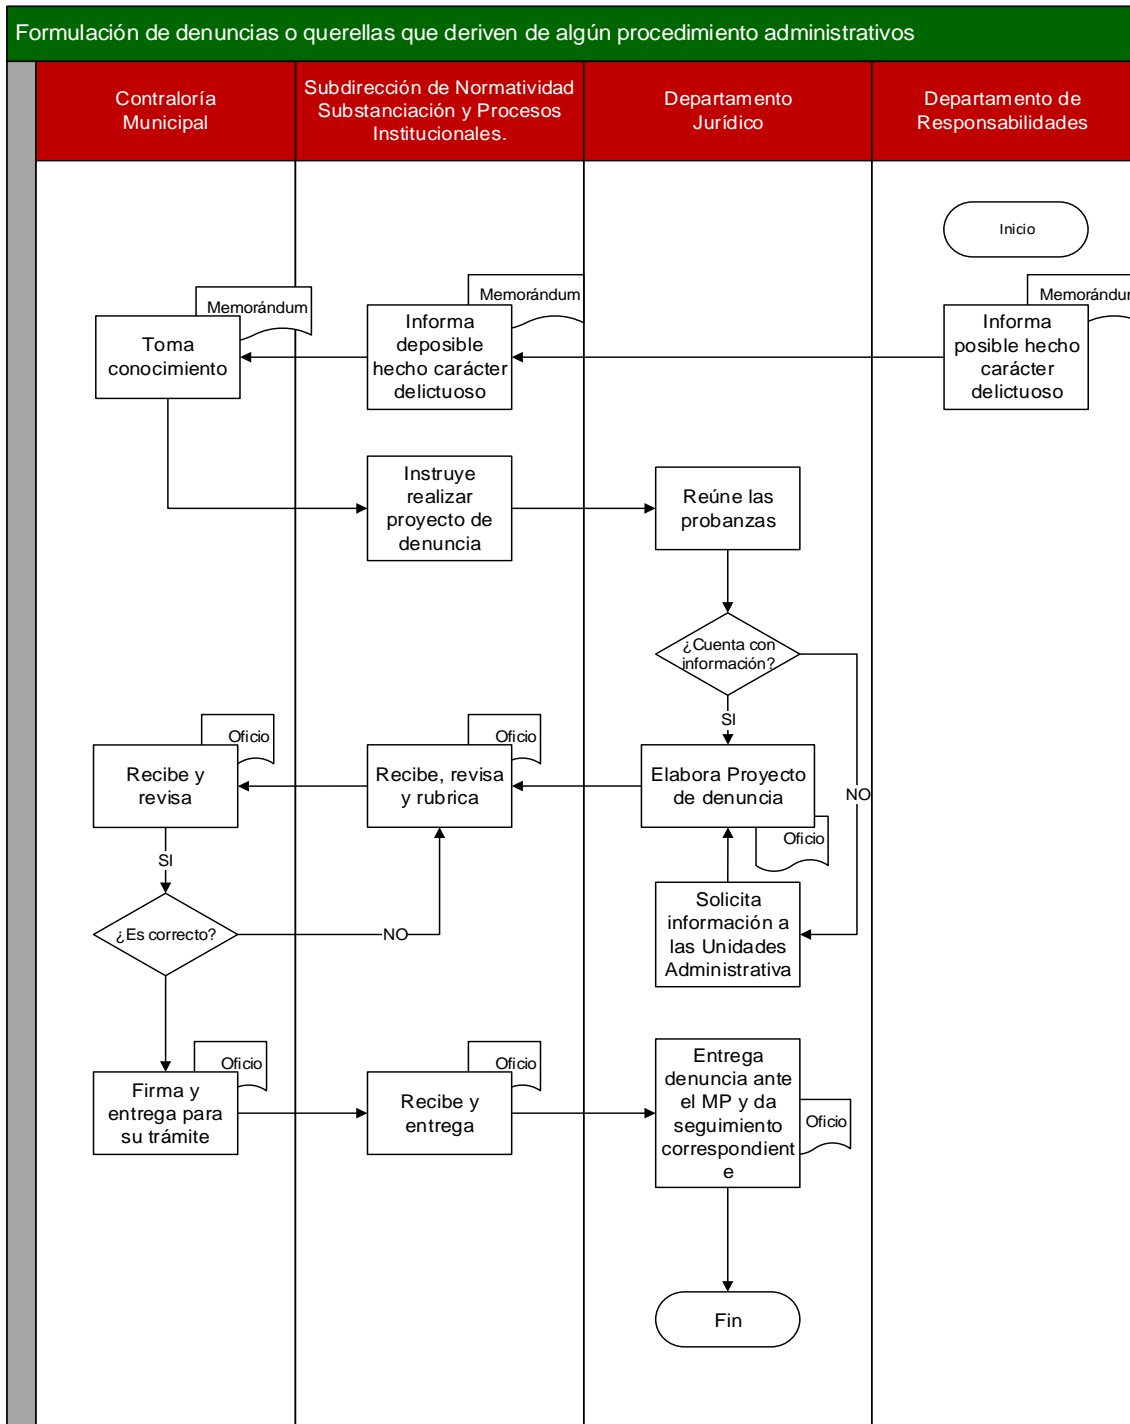 Formulación de denuncias o querellas que deriven de algún procedimiento administrativos
Contraloría
Municipal
Subdirección de Normatividad
Substanciación y Procesos
Institucionales.
Departamento
Jurídico
Departamento de
Responsabilidades
Inicio
Memorándum
Toma
conocimiento
Memorándum
Informa
deposible
hecho carácter
delictuoso
Memorándum
Informa
posible hecho
carácter
delictuoso
Instruye
realizar
proyecto de
denuncia
Reúne las
probanzas
¿Cuenta con
información?
SI
NO
Oficio
Recibe y
revisa
Oficio
Recibe, revisa
y rubrica
Elabora Proyecto
de denuncia
Oficio
SI
¿Es correcto?
NO
Solicita
información a
las Unidades
Administrativa
Oficio
Firma y
entrega para
su trámite
Oficio
Recibe y
entrega
Entrega
denuncia ante
el MP y da
seguimiento
correspondient
e
Oficio
Fin